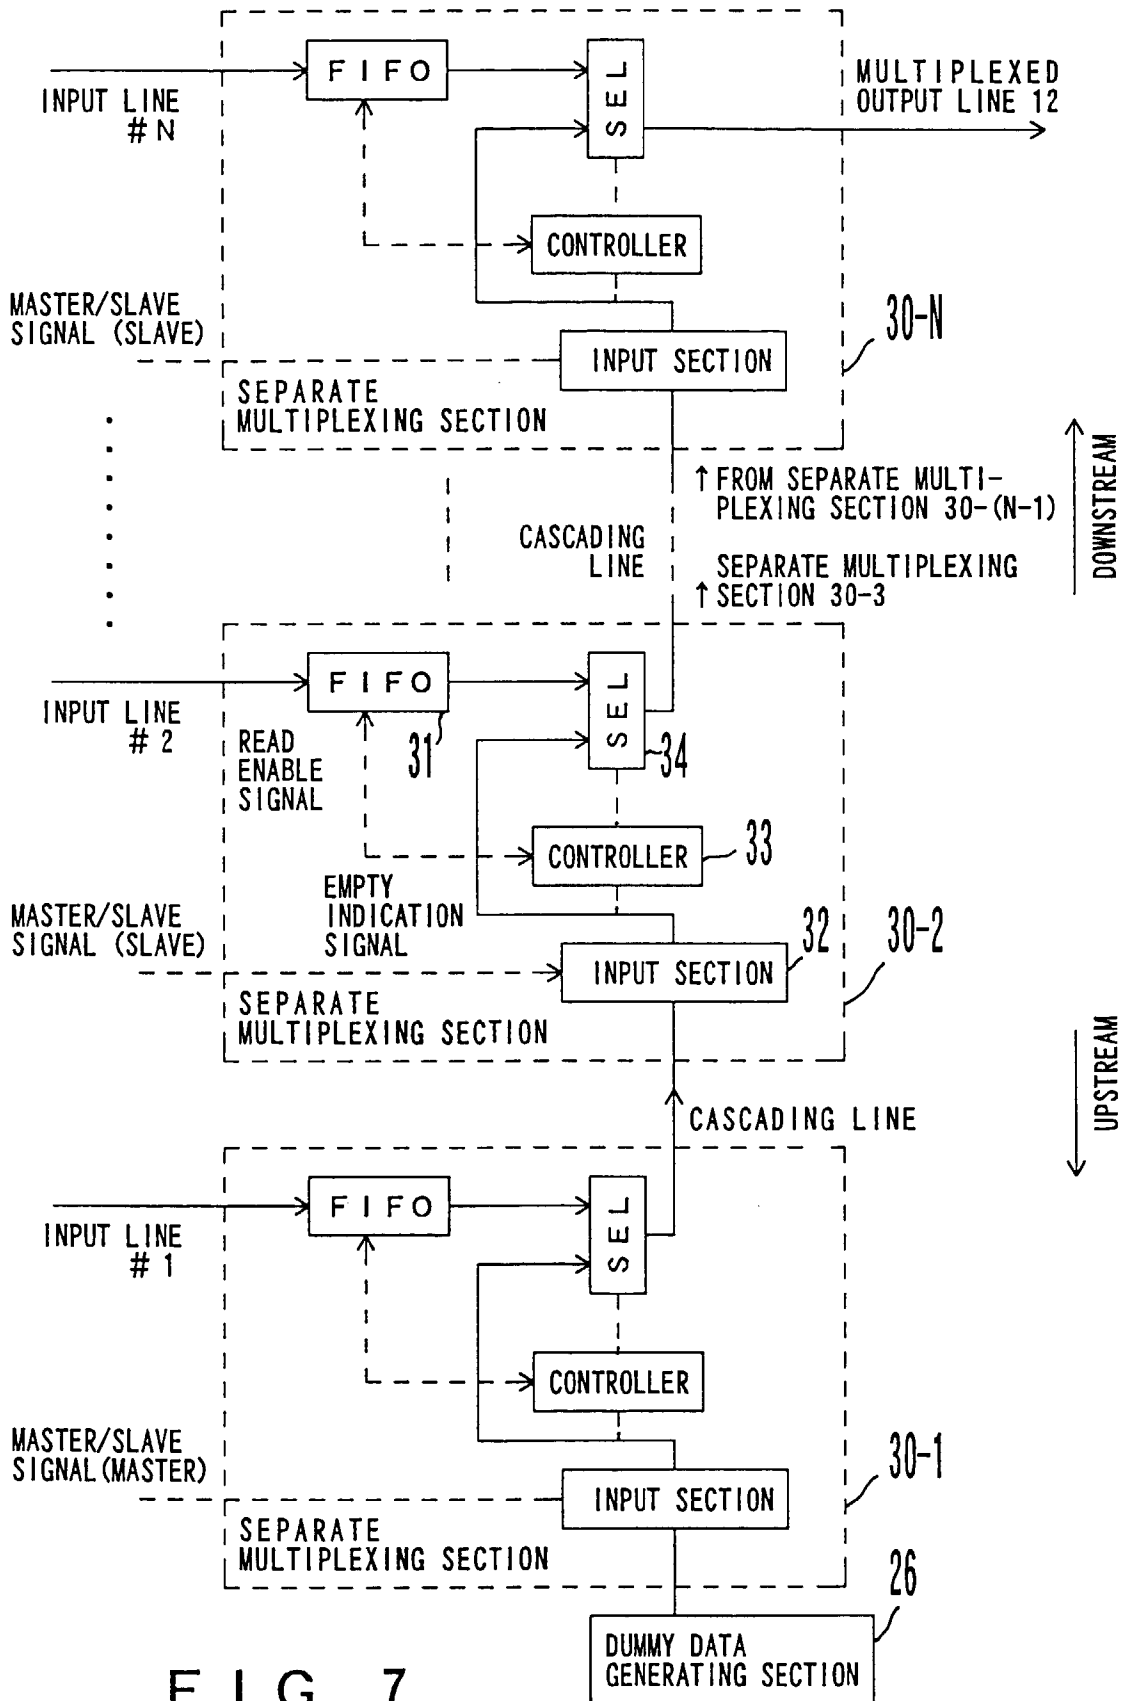 FIFO
SEL
MULTIPLEXED
OUTPUT LINE 12
INPUT LINE
# N
CONTROLLER
MASTER/SLAVE
SIGNAL (SLAVE)
30-N
INPUT SECTION
SEPARATE
MULTIPLEXING SECTION
↑ FROM SEPARATE MULTI-
PLEXING SECTION 30-(N-1)
DOWNSTREAM
CASCADING
LINE
SEPARATE MULTIPLEXING
↑ SECTION 30-3
FIFO
SEL
INPUT LINE
# 2
31
34
READ
ENABLE
SIGNAL
CONTROLLER
33
EMPTY
INDICATION
SIGNAL
MASTER/SLAVE
SIGNAL (SLAVE)
32
30-2
INPUT SECTION
SEPARATE
MULTIPLEXING SECTION
UPSTREAM
CASCADING LINE
FIFO
SEL
INPUT LINE
# 1
CONTROLLER
MASTER/SLAVE
SIGNAL (MASTER)
30-1
INPUT SECTION
SEPARATE
MULTIPLEXING SECTION
26
DUMMY DATA
GENERATING SECTION
FIG. 7